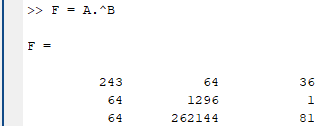 >> F = A.^B
F =
243 64 36
64 1296 1
64 262144 81